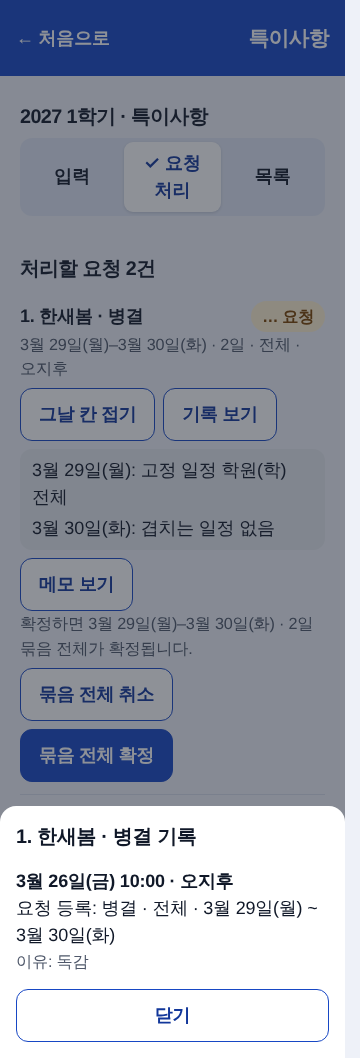 ← 처음으로
특이사항
2027 1학기 · 특이사항
입력
✓ 요청
처리
목록
처리할 요청 2건
1. 한새봄 · 병결
… 요청
3월 29일(월)–3월 30일(화) · 2일 · 전체 ·
오지후
그날 칸 접기
기록 보기
3월 29일(월): 고정 일정 학원(학)
전체
3월 30일(화): 겹치는 일정 없음
메모 보기
확정하면 3월 29일(월)–3월 30일(화) · 2일
묶음 전체가 확정됩니다.
묶음 전체 취소
묶음 전체 확정
1. 한새봄 · 병결 기록
3월 26일(금) 10:00 · 오지후
요청 등록: 병결 · 전체 · 3월 29일(월) ~
3월 30일(화)
이유: 독감
닫기